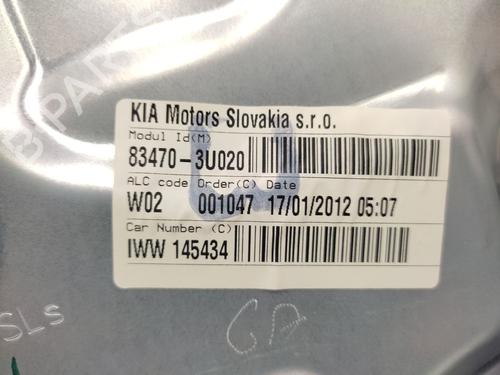 KIA Motors Slovakia s.r.o.
Modul Id(M)
83470-3U020
ALC code Order(C) Date
W02 001047 17/01/2012 05:07
Car Number (C)
IWW 145434
SLS